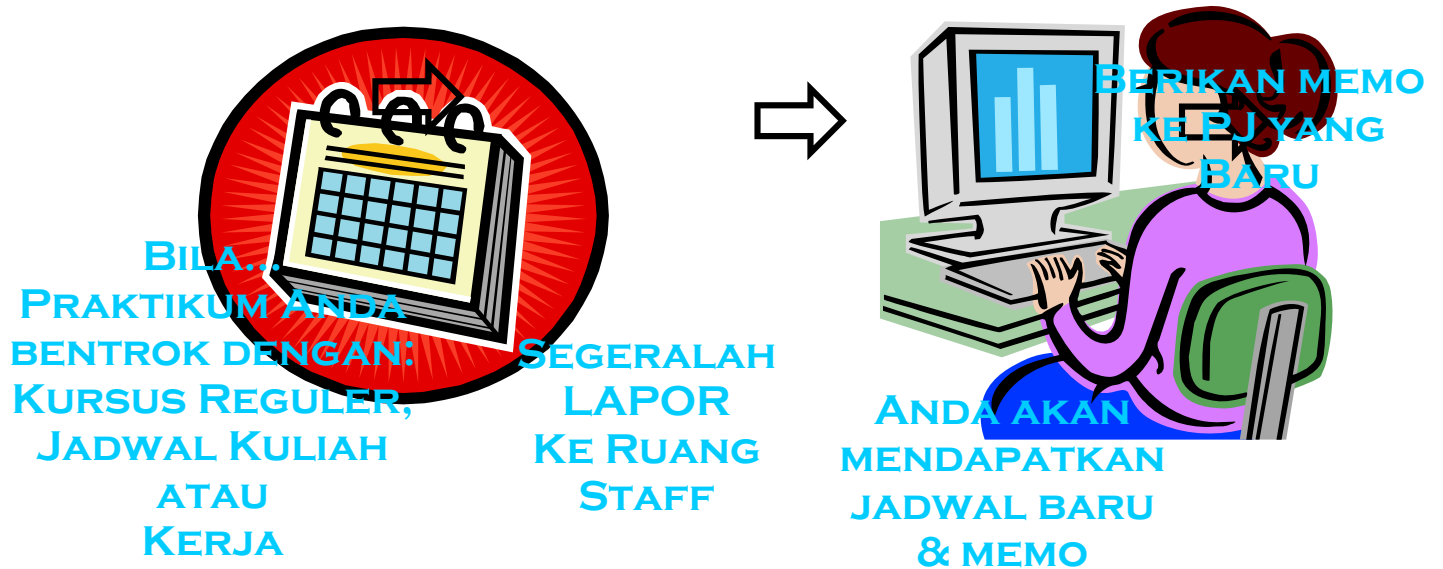 Bila...
Praktikum Anda
bentrok dengan:
Kursus Reguler,
Jadwal Kuliah
atau
Kerja
Segeralah
LAPOR
Ke Ruang
Staff
Anda akan
mendapatkan
jadwal baru
& memo
Berikan memo
ke PJ yang
Baru